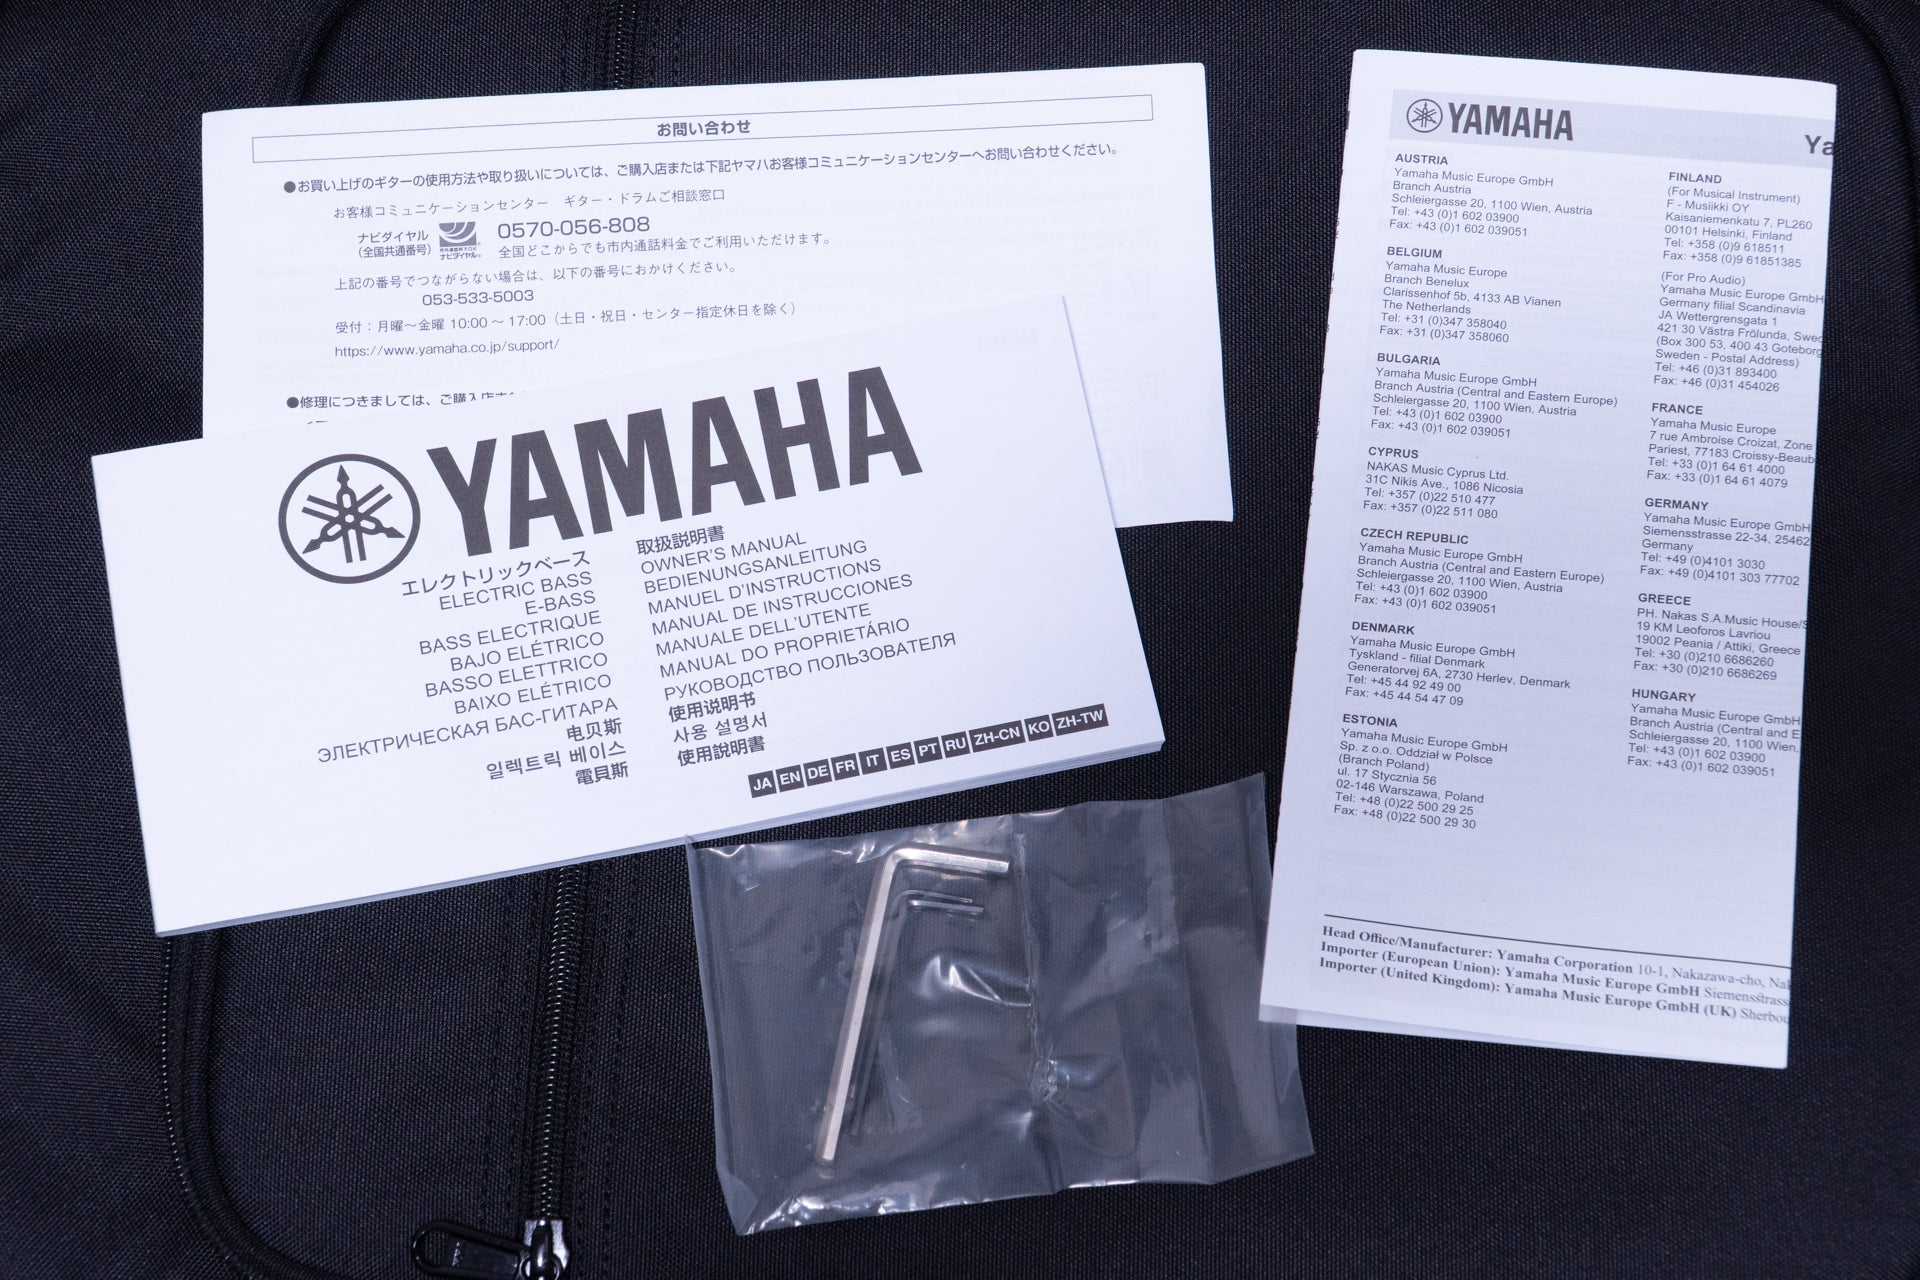 お問い合わせ
●お買い上げのギターの使用方法や取り扱いについては、ご購入店または下記ヤマハお客様コミュニケーションセンターへお問い合わせください。
お客様コミュニケーションセンター ギター・ドラムご相談窓口
ナビダイヤル
(全国共通番号)
市内通話料でOK
ナビダイヤル
0570-056-808
全国どこからでも市内通話料金でご利用いただけます。
上記の番号でつながらない場合は、以下の番号におかけください。
053-533-5003
受付：月曜～金曜 10:00 ～ 17:00（土日・祝日・センター指定休日を除く）
https://www.yamaha.co.jp/support/
●修理につきましては、ご購入店また
YAMAHA
エレクトリックベース 取扱説明書
ELECTRIC BASS OWNER'S MANUAL
E-BASS BEDIENUNGSANLEITUNG
BASS ELECTRIQUE MANUEL D'INSTRUCTIONS
BAJO ELÉTRICO MANUAL DE INSTRUCCIONES
BASSO ELETTRICO MANUALE DELL'UTENTE
BAIXO ELÉTRICO MANUAL DO PROPRIETÁRIO
ЭЛЕКТРИЧЕСКАЯ БАС-ГИТАРА РУКОВОДСТВО ПОЛЬЗОВАТЕЛЯ
电贝斯 使用说明书
일렉트릭 베이스 사용 설명서
電貝斯 使用說明書
JA EN DE FR IT ES PT RU ZH-CN KO ZH-TW
YAMAHA
Ya
AUSTRIA
Yamaha Music Europe GmbH
Branch Austria
Schleiergasse 20, 1100 Wien, Austria
Tel: +43 (0)1 602 03900
Fax: +43 (0)1 602 039051
BELGIUM
Yamaha Music Europe
Branch Benelux
Clarissenhof 5b, 4133 AB Vianen
The Netherlands
Tel: +31 (0)347 358040
Fax: +31 (0)347 358060
BULGARIA
Yamaha Music Europe GmbH
Branch Austria (Central and Eastern Europe)
Schleiergasse 20, 1100 Wien, Austria
Tel: +43 (0)1 602 03900
Fax: +43 (0)1 602 039051
CYPRUS
NAKAS Music Cyprus Ltd.
31C Nikis Ave., 1086 Nicosia
Tel: +357 (0)22 510 477
Fax: +357 (0)22 511 080
CZECH REPUBLIC
Yamaha Music Europe GmbH
Branch Austria (Central and Eastern Europe)
Schleiergasse 20, 1100 Wien, Austria
Tel: +43 (0)1 602 03900
Fax: +43 (0)1 602 039051
DENMARK
Yamaha Music Europe GmbH
Tyskland - filial Denmark
Generatorvej 6A, 2730 Herlev, Denmark
Tel: +45 44 92 49 00
Fax: +45 44 54 47 09
ESTONIA
Yamaha Music Europe GmbH
Sp. z o.o. Oddział w Polsce
(Branch Poland)
ul. 17 Stycznia 56
02-146 Warszawa, Poland
Tel: +48 (0)22 500 29 25
Fax: +48 (0)22 500 29 30
FINLAND
(For Musical Instrument)
F - Musiikki OY
Kaisaniemenkatu 7, PL260
00101 Helsinki, Finland
Tel: +358 (0)9 618511
Fax: +358 (0)9 61851385
(For Pro Audio)
Yamaha Music Europe GmbH
Germany filial Scandinavia
JA Wettergrensgata 1
421 30 Västra Frölunda, Swed
(Box 300 53, 400 43 Goteborg
Sweden - Postal Address)
Tel: +46 (0)31 893400
Fax: +46 (0)31 454026
FRANCE
Yamaha Music Europe
7 rue Ambroise Croizat, Zone
Pariest, 77183 Croissy-Beaub
Tel: +33 (0)1 64 61 4000
Fax: +33 (0)1 64 61 4079
GERMANY
Yamaha Music Europe GmbH
Siemensstrasse 22-34, 25462
Germany
Tel: +49 (0)4101 3030
Fax: +49 (0)4101 303 77702
GREECE
PH. Nakas S.A.Music House/S
19 KM Leoforos Lavriou
19002 Peania / Attiki, Greece
Tel: +30 (0)210 6686260
Fax: +30 (0)210 6686269
HUNGARY
Yamaha Music Europe GmbH
Branch Austria (Central and E
Schleiergasse 20, 1100 Wien,
Tel: +43 (0)1 602 03900
Fax: +43 (0)1 602 039051
Head Office/Manufacturer: Yamaha Corporation 10-1, Nakazawa-cho, Nak
Importer (European Union): Yamaha Music Europe GmbH Siemensstrass
Importer (United Kingdom): Yamaha Music Europe GmbH (UK) Sherbou